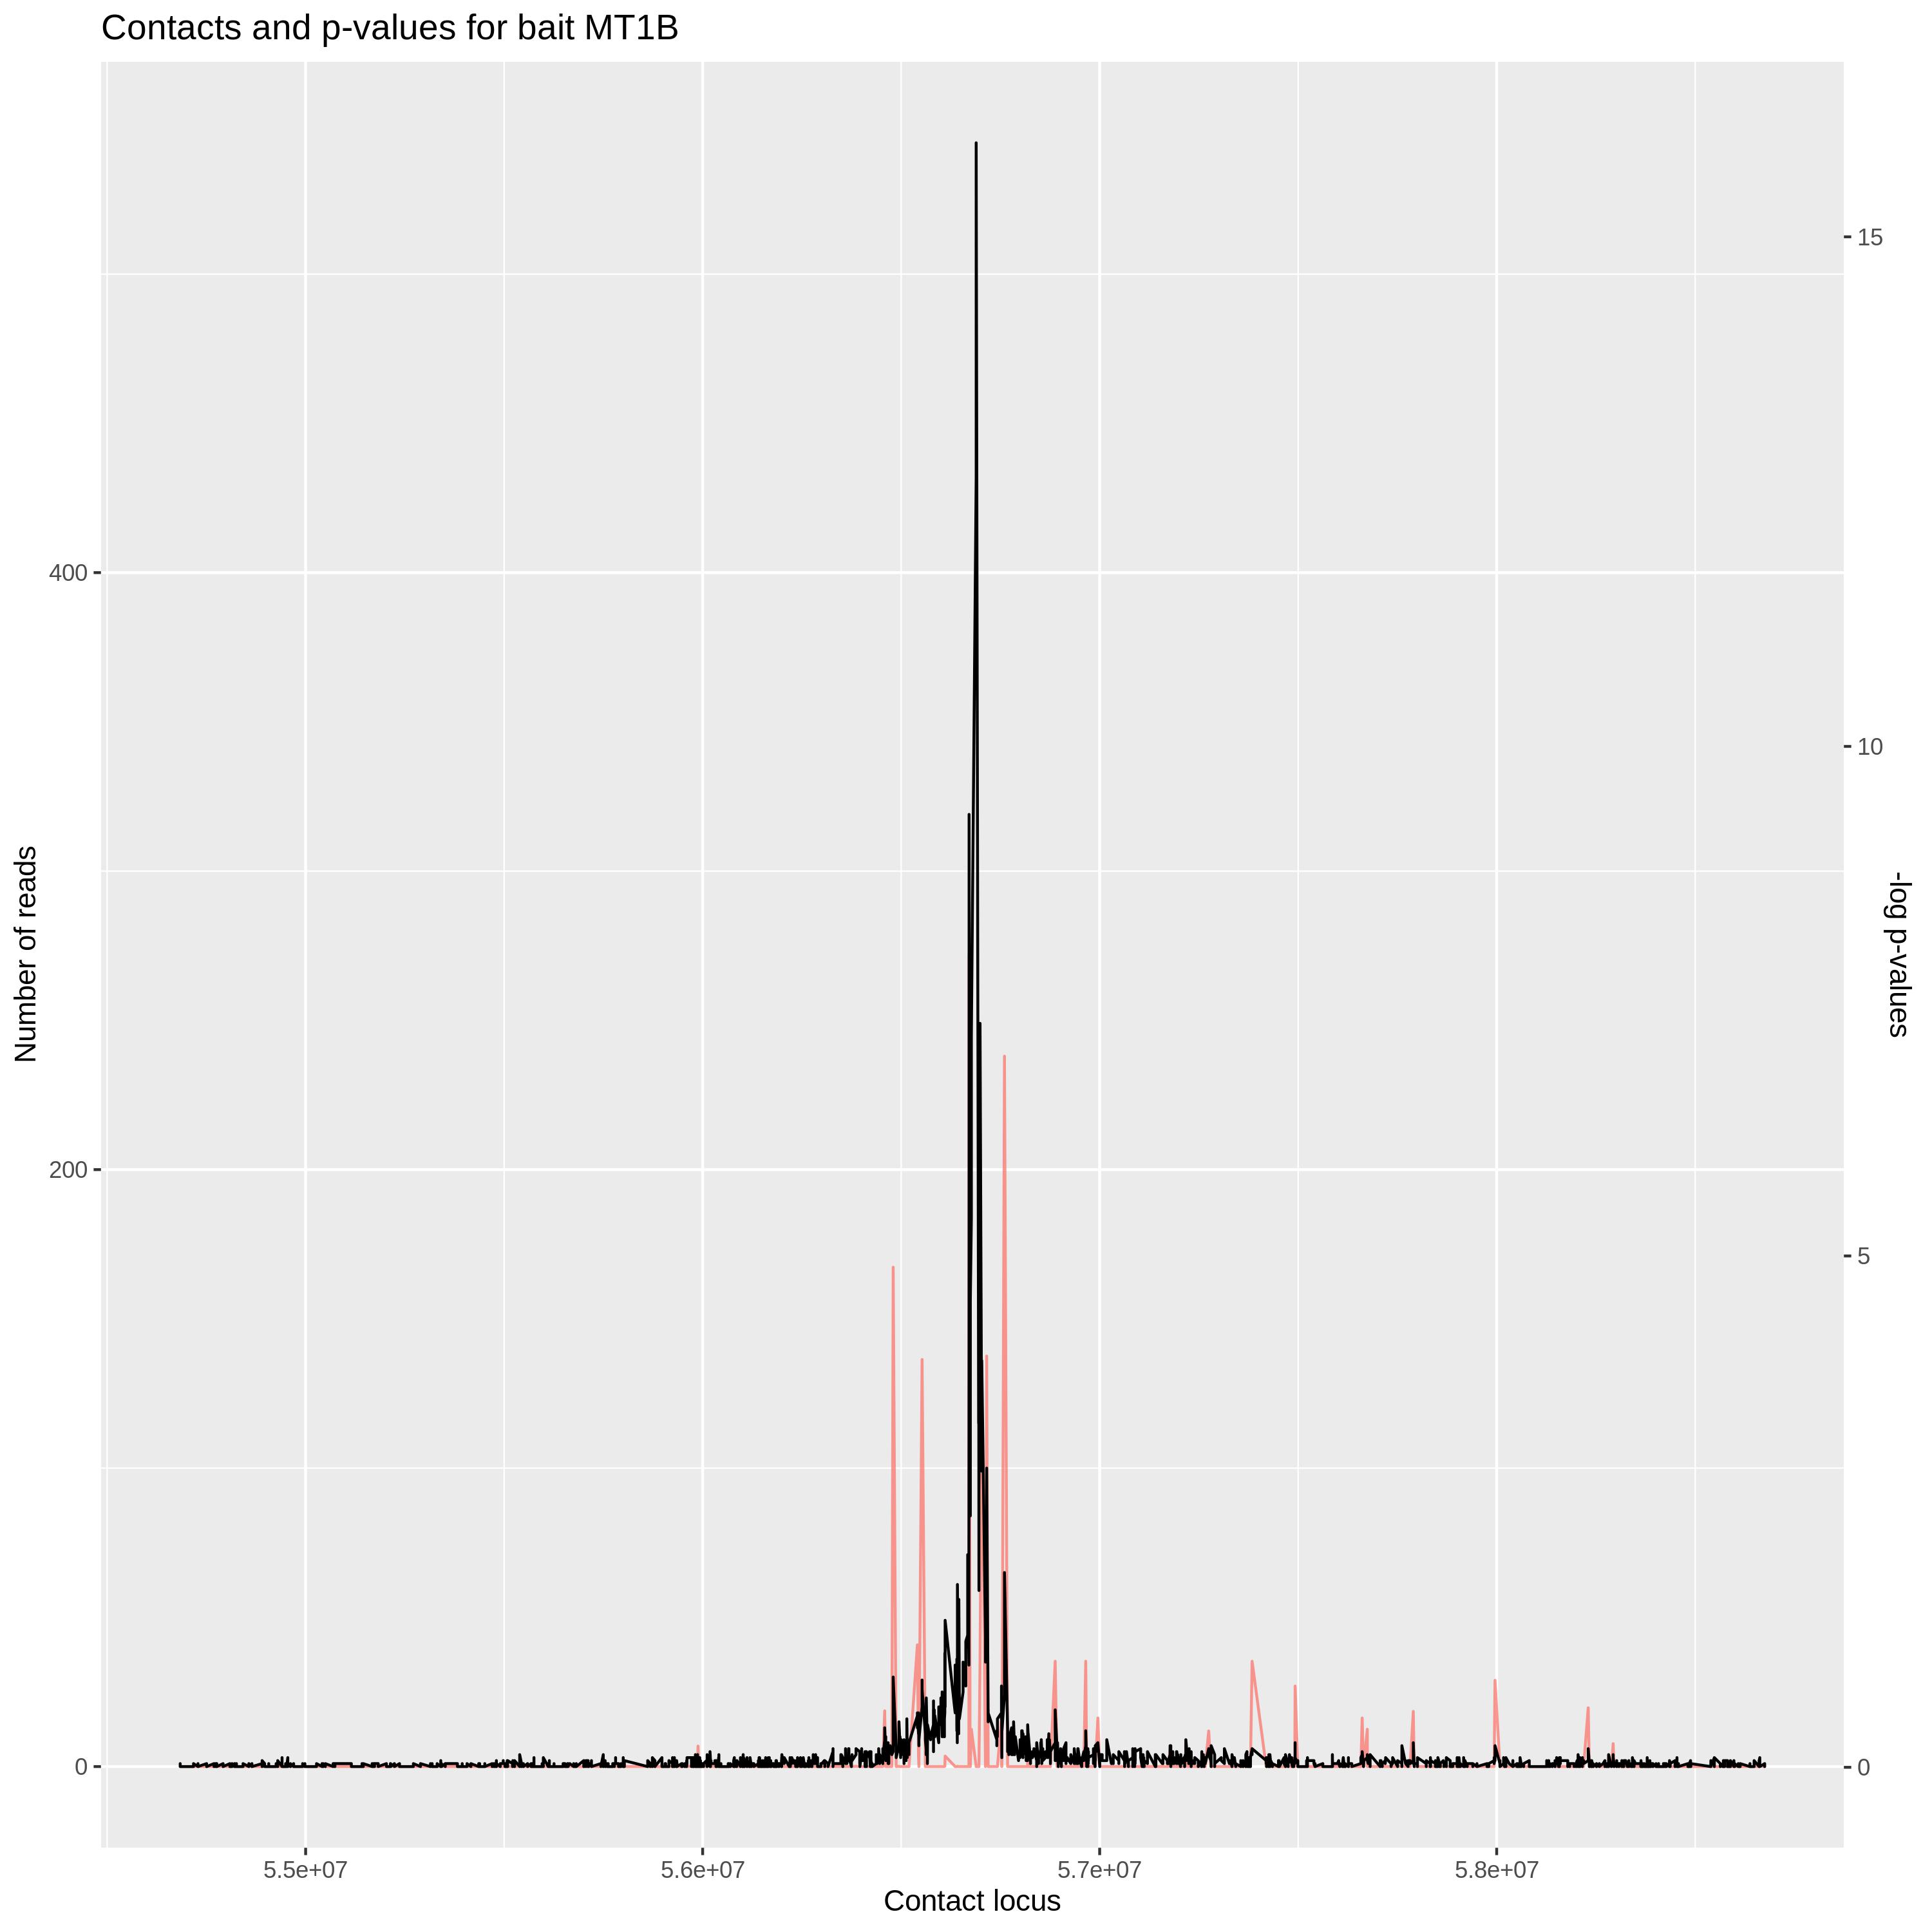 Contacts and p-values for bait MT1B
15
400
10
Number of reads
-log p-values
200
5
0
0
5.5e+07
5.6e+07
5.7e+07
5.8e+07
Contact locus